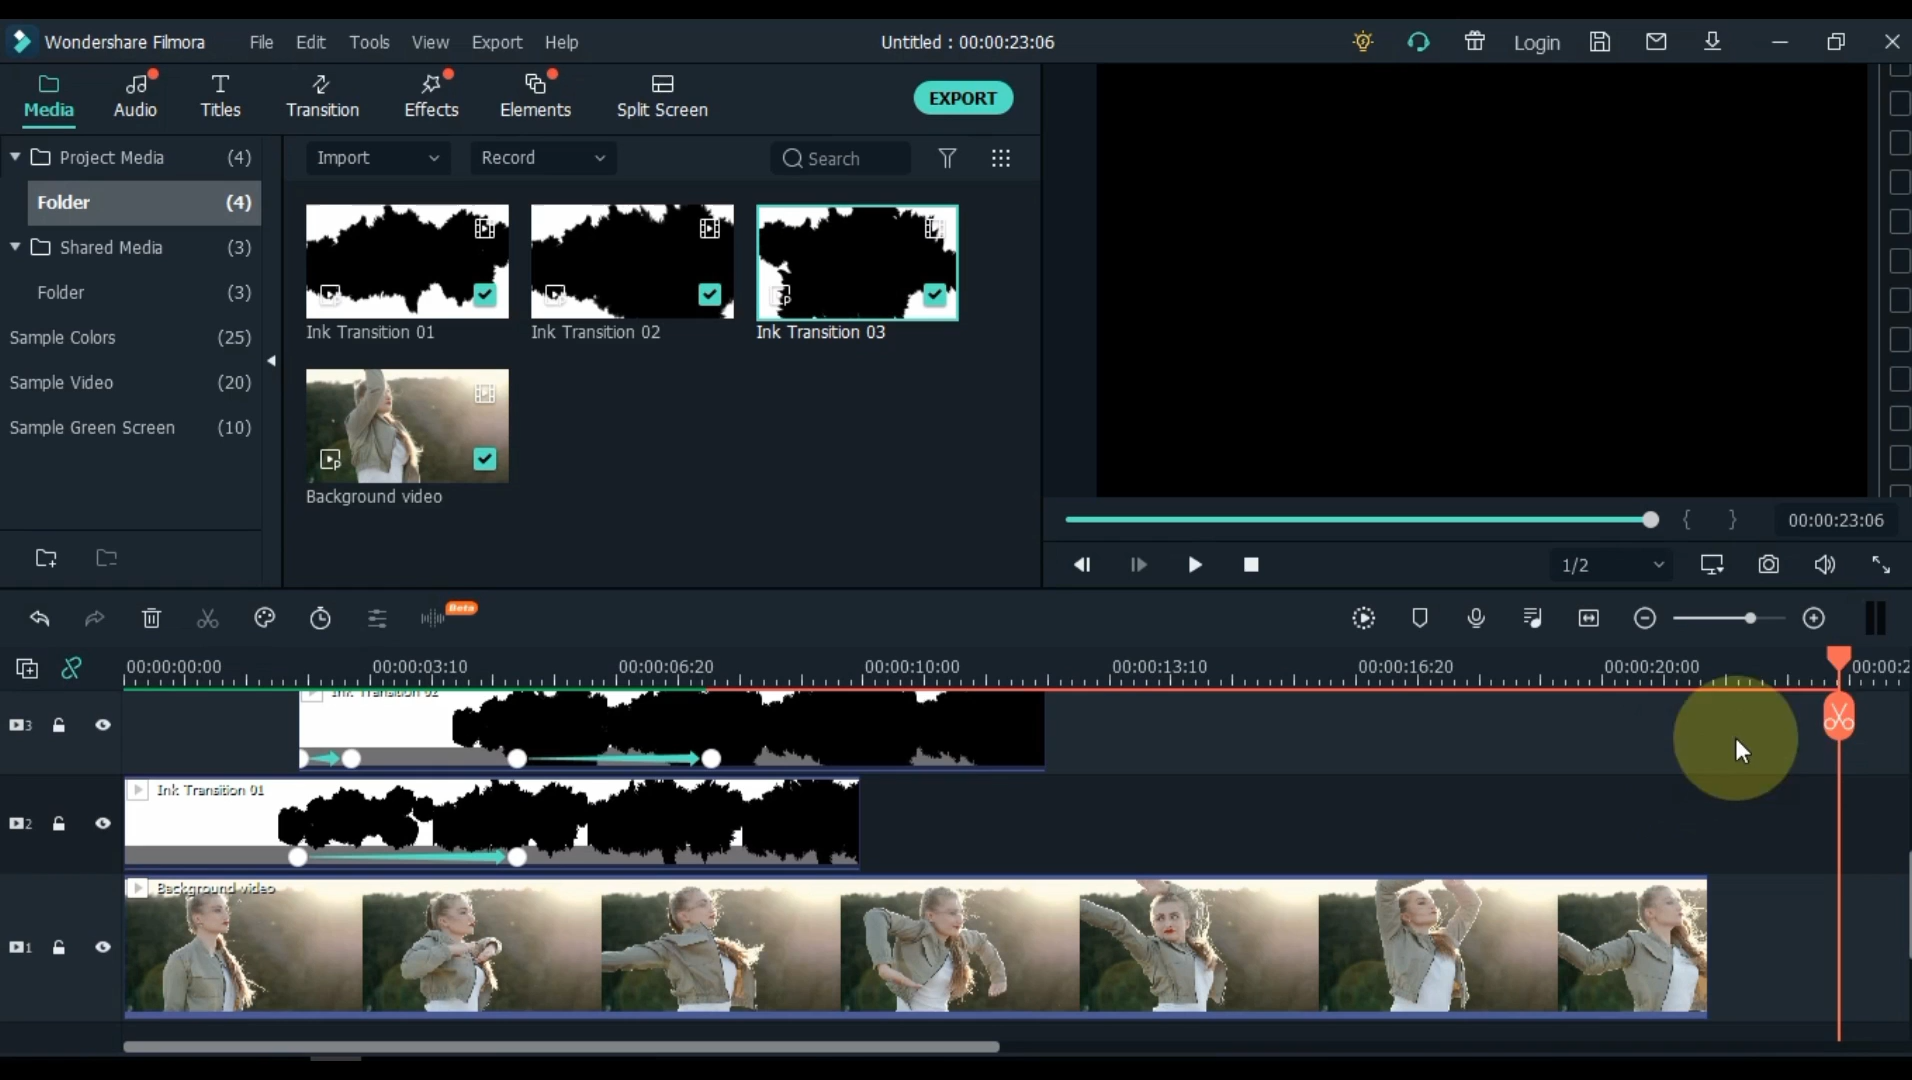 Wondershare Filmora File Edit Tools View Export Help Untitled : 00:00:23:06 Login
Media Audio Titles Transition Effects Elements Split Screen EXPORT
Project Media (4) Import Record Search
Folder (4)
Shared Media (3)
Folder (3)
Sample Colors (25)
Sample Video (20)
Sample Green Screen (10)
Ink Transition 01 Ink Transition 02 Ink Transition 03
Background video
{ } 00:00:23:06
1/2
Beta
00:00:00:00 00:00:03:10 00:00:06:20 00:00:10:00 00:00:13:10 00:00:16:20 00:00:20:00 00:00:2
Ink Transition 02
3
Ink Transition 01
2
Background video
1